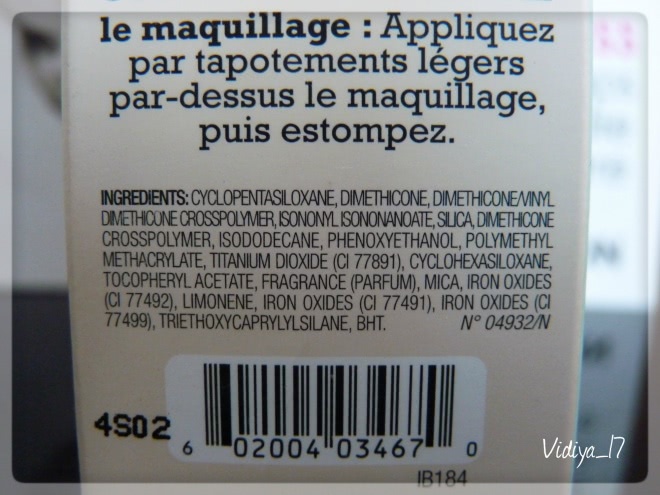 le maquillage : Appliquez
par tapotements légers
par-dessus le maquillage,
puis estompez.
INGREDIENTS: CYCLOPENTASILOXANE, DIMETHICONE, DIMETHICONE/VINYL
DIMETHICONE CROSSPOLYMER, ISONONYL ISONONANOATE, SILICA, DIMETHICONE
CROSSPOLYMER, ISODODECANE, PHENOXYETHANOL, POLYMETHYL
METHACRYLATE, TITANIUM DIOXIDE (CI 77891), CYCLOHEXASILOXANE,
TOCOPHERYL ACETATE, FRAGRANCE (PARFUM), MICA, IRON OXIDES
(CI 77492), LIMONENE, IRON OXIDES (CI 77491), IRON OXIDES (CI
77499), TRIETHOXYCAPRYLYLSILANE, BHT. N° 04932/N
4S02
6 02004 03467 0
IB184
Vidiya_17